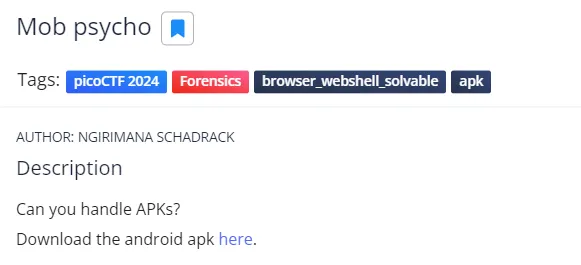 Mob psycho
Tags: picoCTF 2024 Forensics browser_webshell_solvable apk
AUTHOR: NGIRIMANA SCHADRACK
Description
Can you handle APKs?
Download the android apk here.